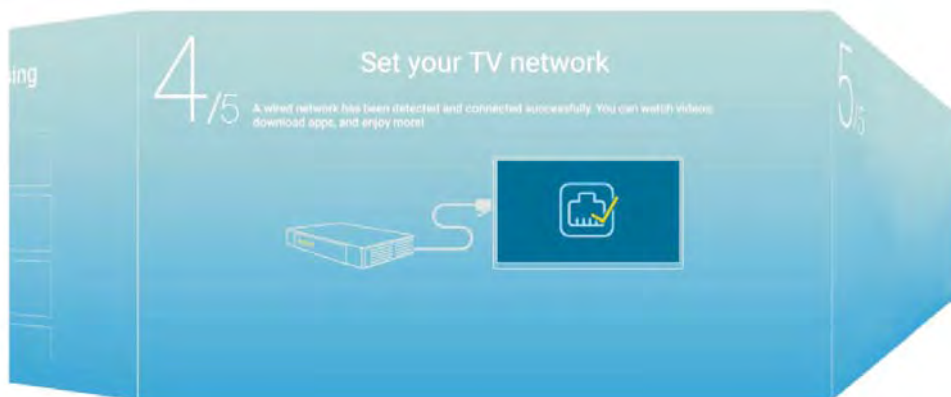 sing
4/5
Set your TV network
A wired network has been detected and connected successfully. You can watch videos,
download apps, and enjoy more!
5/5